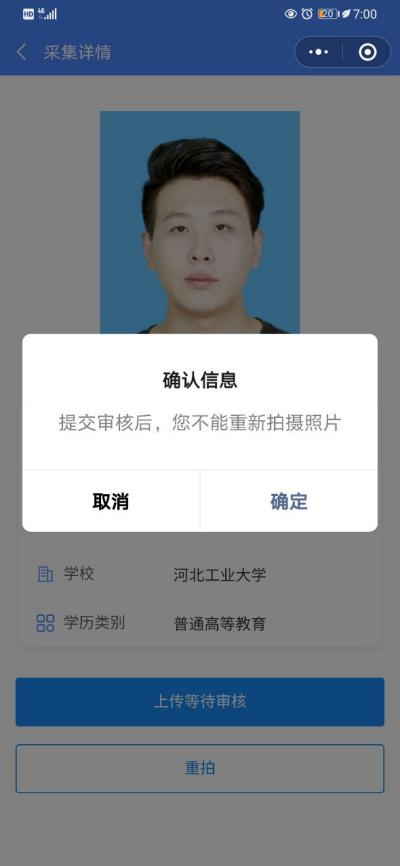 HD 4G 20 7:00
采集详情
确认信息
提交审核后，您不能重新拍摄照片
取消 确定
学校 河北工业大学
学历类别 普通高等教育
上传等待审核
重拍